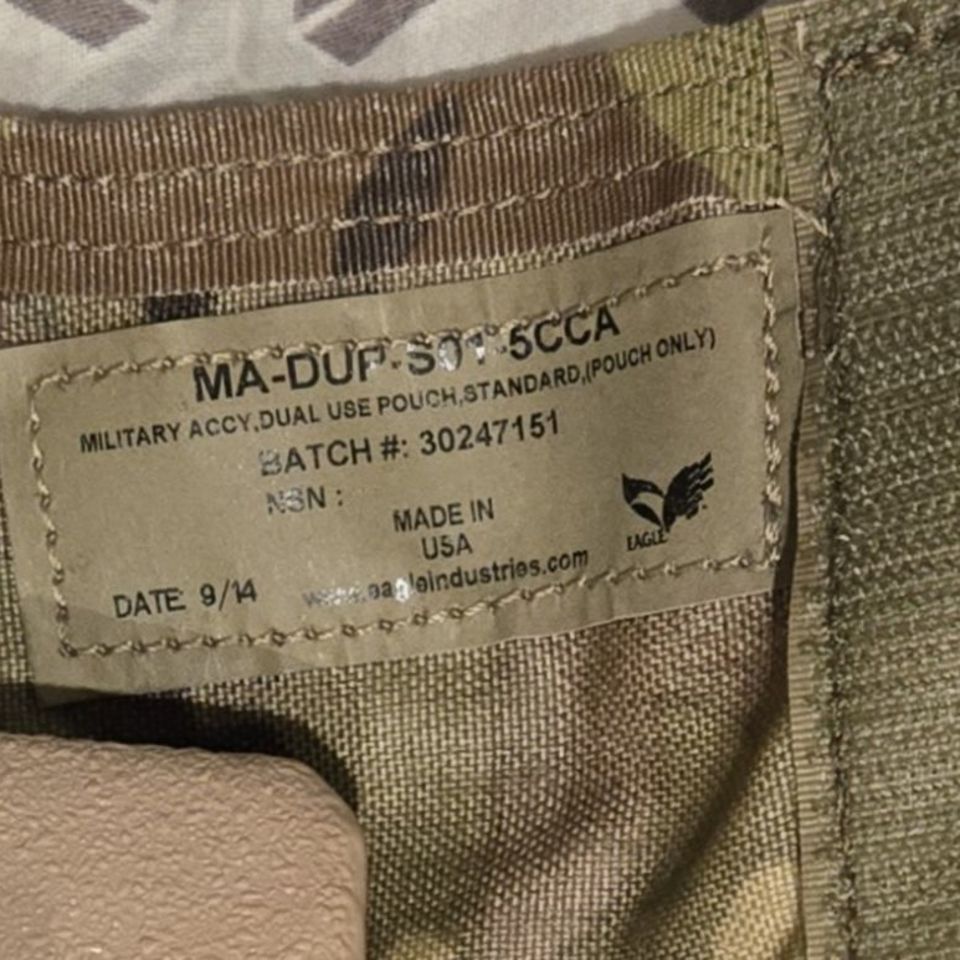 MA-DUP-S01-5CCA
MILITARY ACCY,DUAL USE POUCH,STANDARD,(POUCH ONLY)
BATCH #: 30247151
NSN :
MADE IN
USA
EAGLE
DATE 9/14
www.eagleindustries.com